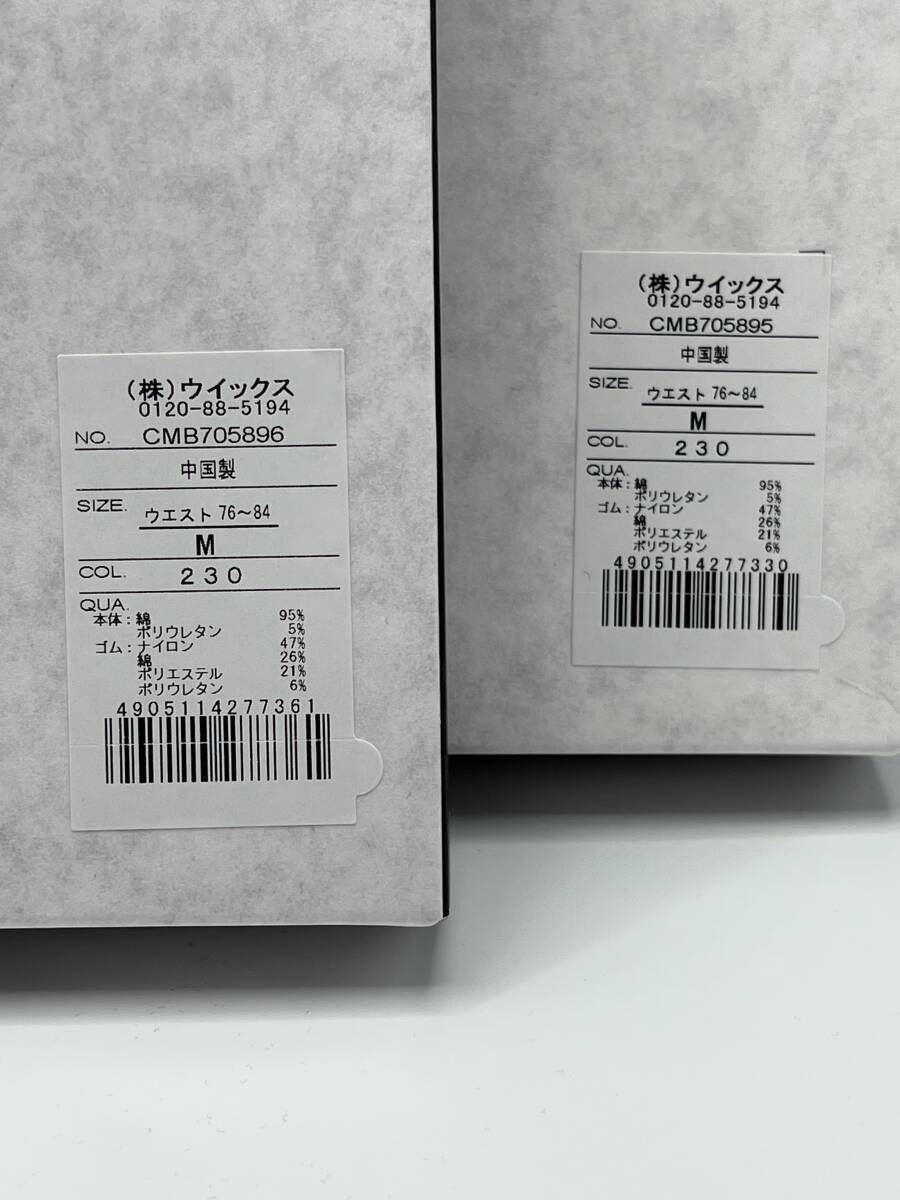 (株)ウイックス
0120-88-5194
NO. CMB705896
中国製
SIZE. ウエスト 76～84
M
COL. 230
QUA.
本体:綿 95%
ポリウレタン 5%
ゴム:ナイロン 47%
綿 26%
ポリエステル 21%
ポリウレタン 6%
4905114277361
(株)ウイックス
0120-88-5194
NO. CMB705895
中国製
SIZE. ウエスト 76～84
M
COL. 230
QUA.
本体:綿 95%
ポリウレタン 5%
ゴム:ナイロン 47%
綿 26%
ポリエステル 21%
ポリウレタン 6%
4905114277330